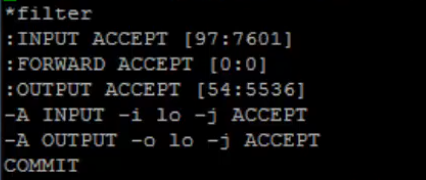 *filter
:INPUT ACCEPT [97:7601]
:FORWARD ACCEPT [0:0]
:OUTPUT ACCEPT [54:5536]
-A INPUT -i lo -j ACCEPT
-A OUTPUT -o lo -j ACCEPT
COMMIT